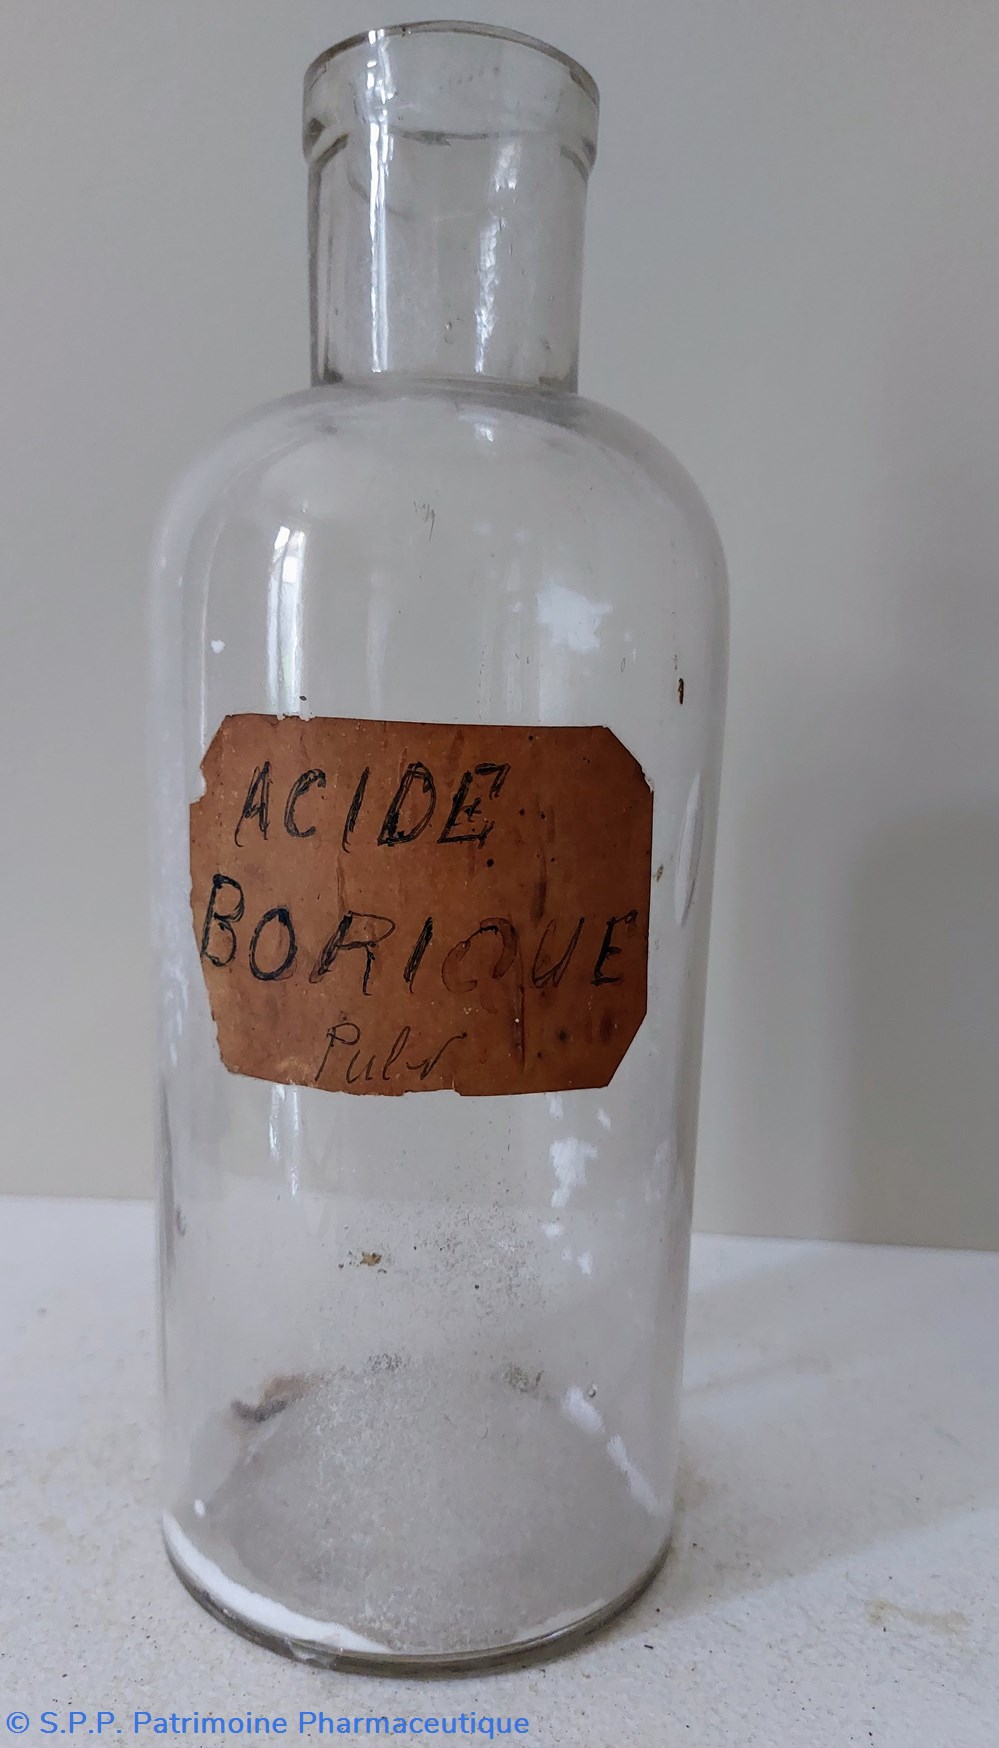 ACIDE
BORIQUE
Pulv
© S.P.P. Patrimoine Pharmaceutique